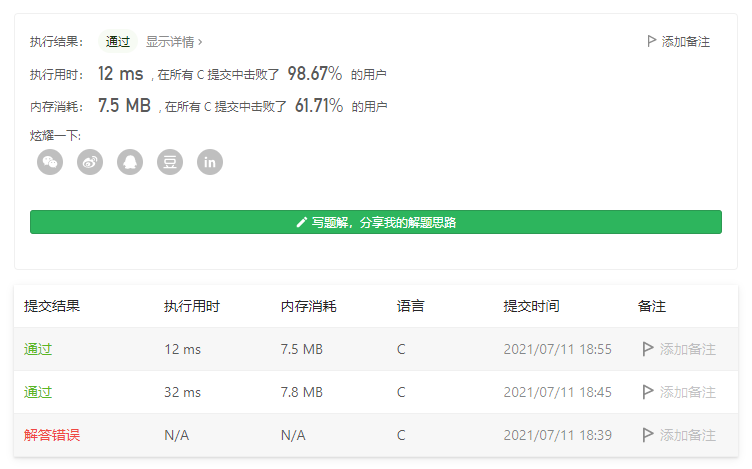 执行结果： 通过 显示详情 › 添加备注
执行用时： 12 ms , 在所有 C 提交中击败了 98.67% 的用户
内存消耗： 7.5 MB , 在所有 C 提交中击败了 61.71% 的用户
炫耀一下:
豆 in
写题解，分享我的解题思路
提交结果 执行用时 内存消耗 语言 提交时间 备注
通过 12 ms 7.5 MB C 2021/07/11 18:55 添加备注
通过 32 ms 7.8 MB C 2021/07/11 18:45 添加备注
解答错误 N/A N/A C 2021/07/11 18:39 添加备注